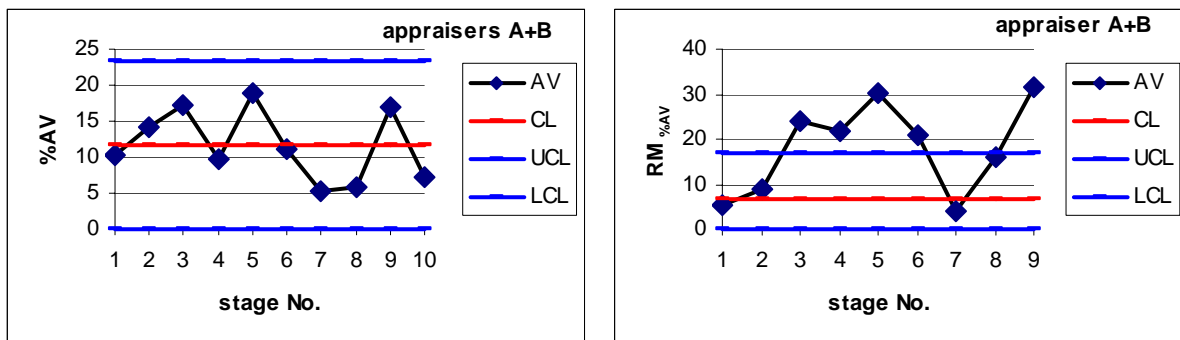 appraisers A+B
25
20
15
10
5
0
%AV
1 2 3 4 5 6 7 8 9 10
stage No.
AV
CL
UCL
LCL
appraiser A+B
40
30
20
10
0
RM %AV
1 2 3 4 5 6 7 8 9
stage No.
AV
CL
UCL
LCL